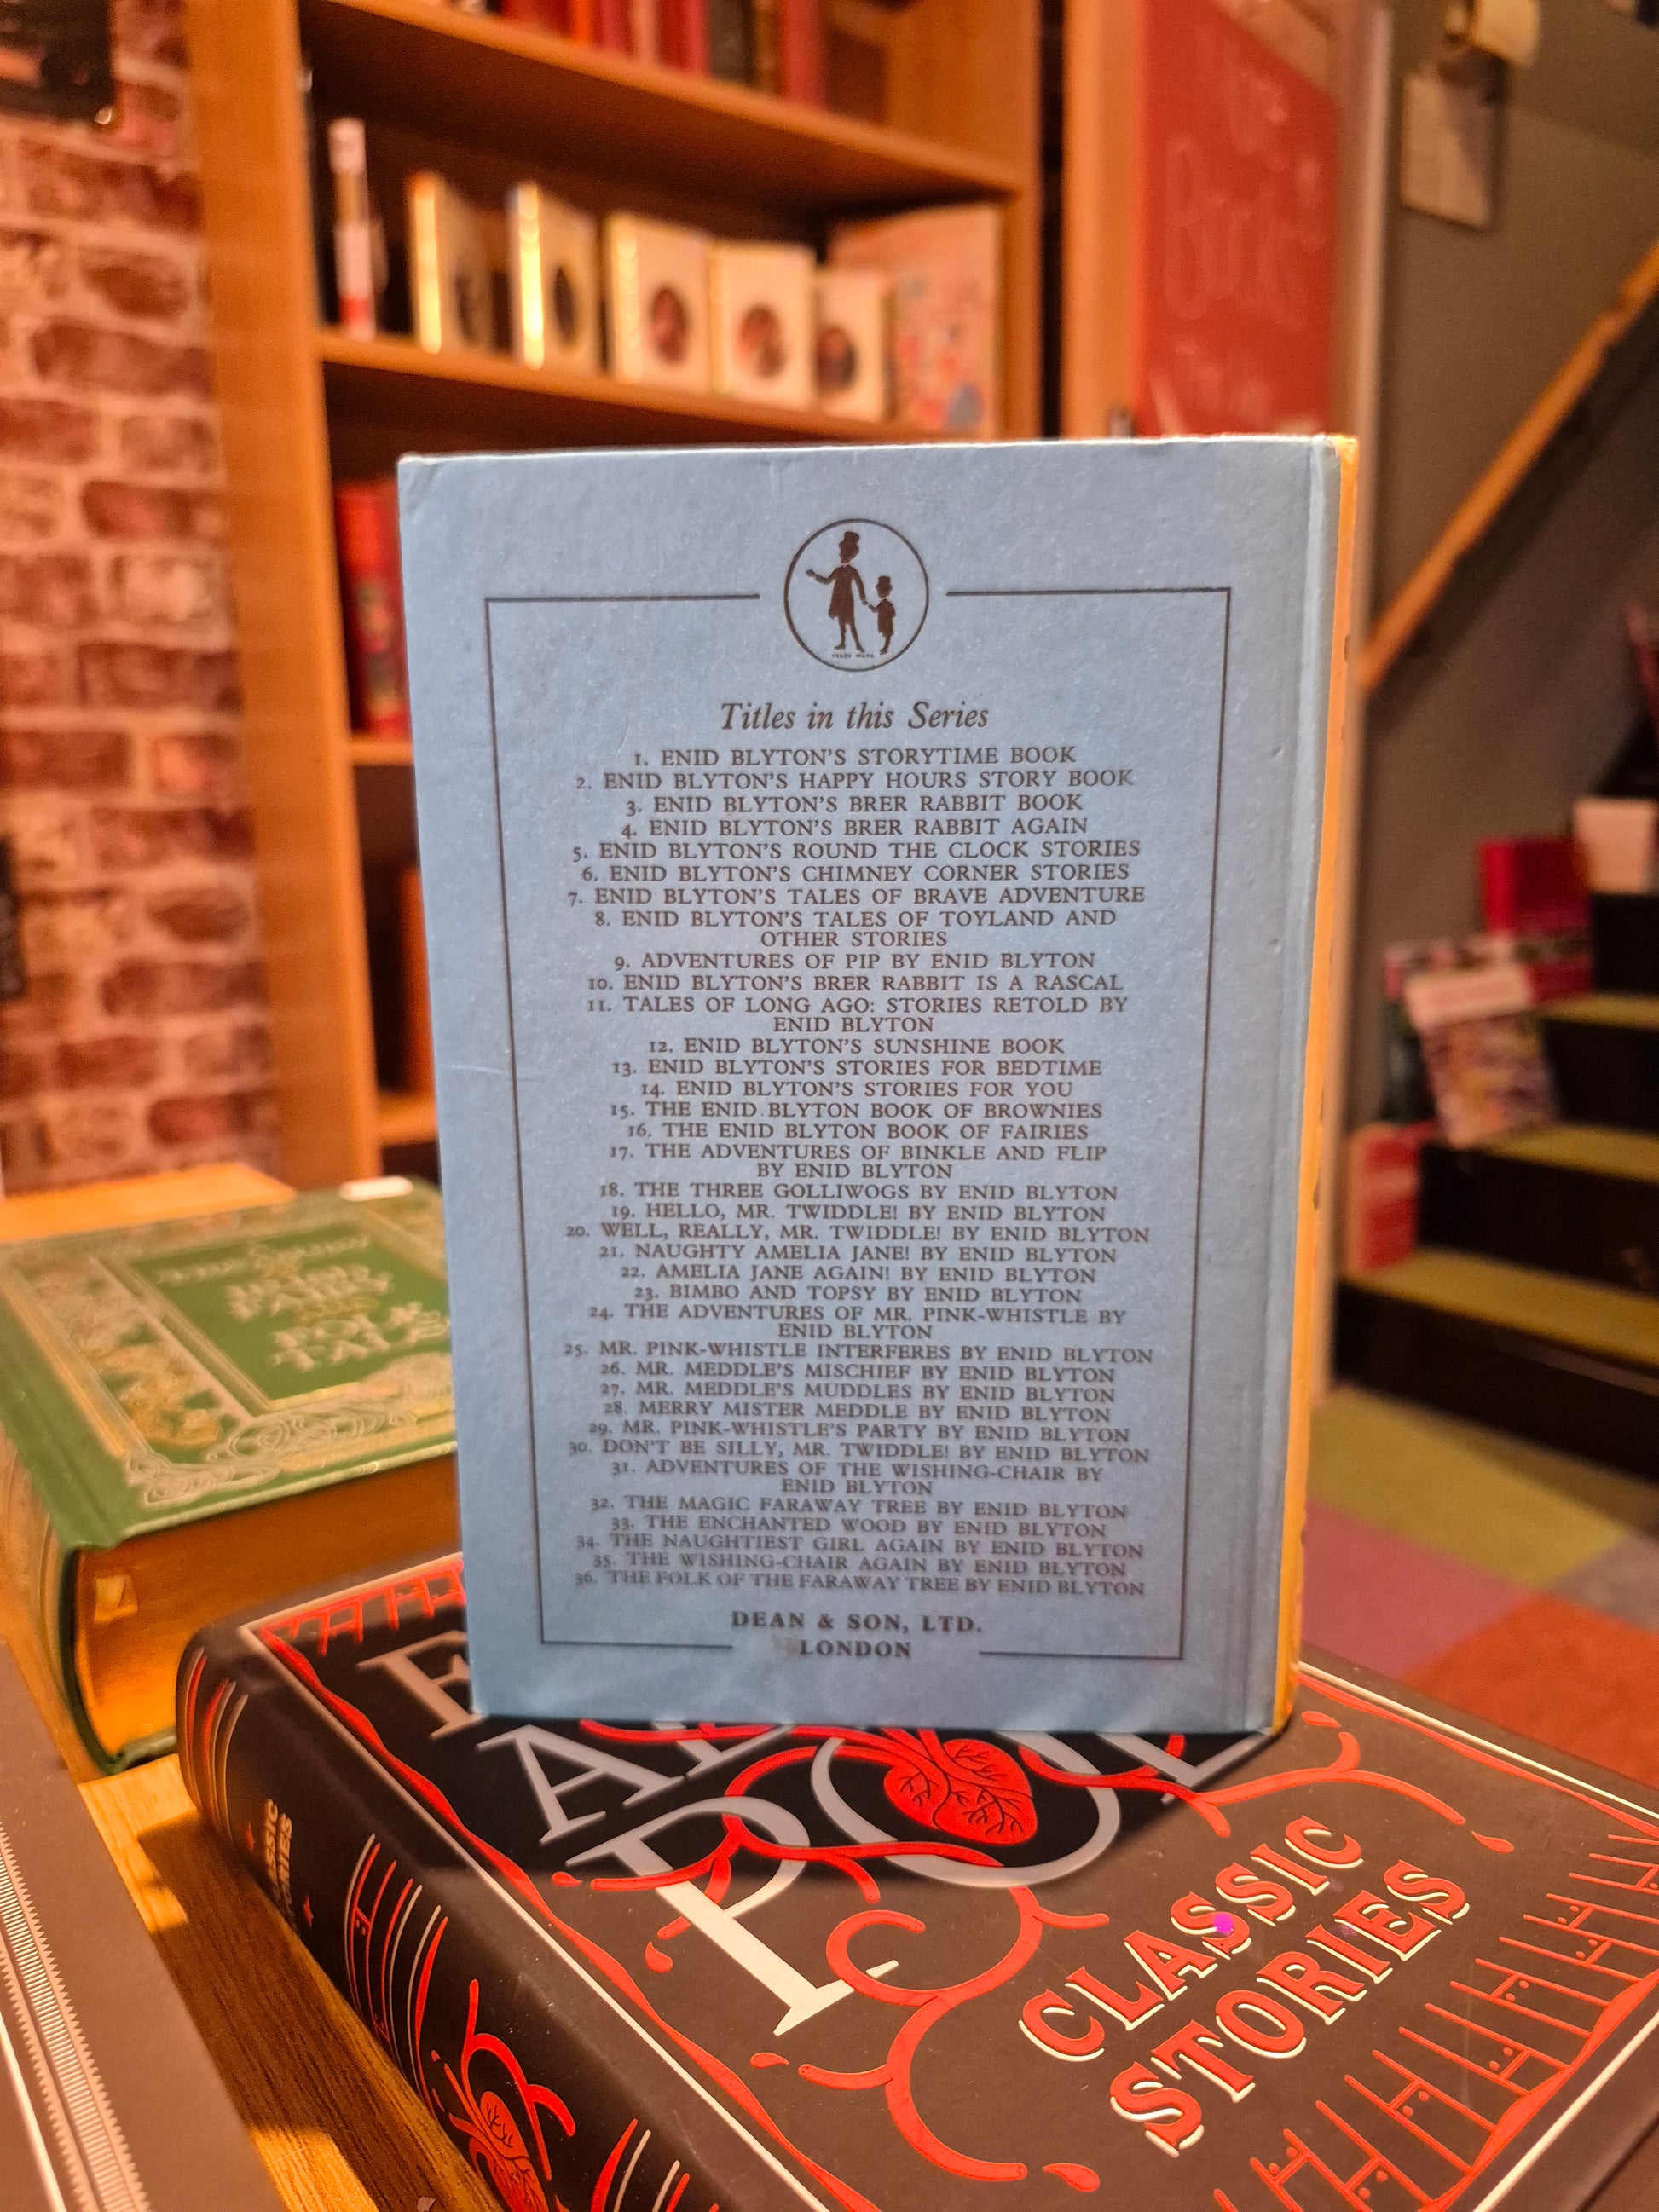 TRADE MARK
Titles in this Series
1. ENID BLYTON'S STORYTIME BOOK
2. ENID BLYTON'S HAPPY HOURS STORY BOOK
3. ENID BLYTON'S BRER RABBIT BOOK
4. ENID BLYTON'S BRER RABBIT AGAIN
5. ENID BLYTON'S ROUND THE CLOCK STORIES
6. ENID BLYTON'S CHIMNEY CORNER STORIES
7. ENID BLYTON'S TALES OF BRAVE ADVENTURE
8. ENID BLYTON'S TALES OF TOYLAND AND
OTHER STORIES
9. ADVENTURES OF PIP BY ENID BLYTON
10. ENID BLYTON'S BRER RABBIT IS A RASCAL
11. TALES OF LONG AGO: STORIES RETOLD BY
ENID BLYTON
12. ENID BLYTON'S SUNSHINE BOOK
13. ENID BLYTON'S STORIES FOR BEDTIME
14. ENID BLYTON'S STORIES FOR YOU
15. THE ENID BLYTON BOOK OF BROWNIES
16. THE ENID BLYTON BOOK OF FAIRIES
17. THE ADVENTURES OF BINKLE AND FLIP
BY ENID BLYTON
18. THE THREE GOLLIWOGS BY ENID BLYTON
19. HELLO, MR. TWIDDLE! BY ENID BLYTON
20. WELL, REALLY, MR. TWIDDLE! BY ENID BLYTON
21. NAUGHTY AMELIA JANE! BY ENID BLYTON
22. AMELIA JANE AGAIN! BY ENID BLYTON
23. BIMBO AND TOPSY BY ENID BLYTON
24. THE ADVENTURES OF MR. PINK-WHISTLE BY
ENID BLYTON
25. MR. PINK-WHISTLE INTERFERES BY ENID BLYTON
26. MR. MEDDLE'S MISCHIEF BY ENID BLYTON
27. MR. MEDDLE'S MUDDLES BY ENID BLYTON
28. MERRY MISTER MEDDLE BY ENID BLYTON
29. MR. PINK-WHISTLE'S PARTY BY ENID BLYTON
30. DON'T BE SILLY, MR. TWIDDLE! BY ENID BLYTON
31. ADVENTURES OF THE WISHING-CHAIR BY
ENID BLYTON
32. THE MAGIC FARAWAY TREE BY ENID BLYTON
33. THE ENCHANTED WOOD BY ENID BLYTON
34. THE NAUGHTIEST GIRL AGAIN BY ENID BLYTON
35. THE WISHING-CHAIR AGAIN BY ENID BLYTON
36. THE FOLK OF THE FARAWAY TREE BY ENID BLYTON
DEAN & SON, LTD.
LONDON
FAIRY
FOLK
TALES
PO
CLASSIC
STORIES